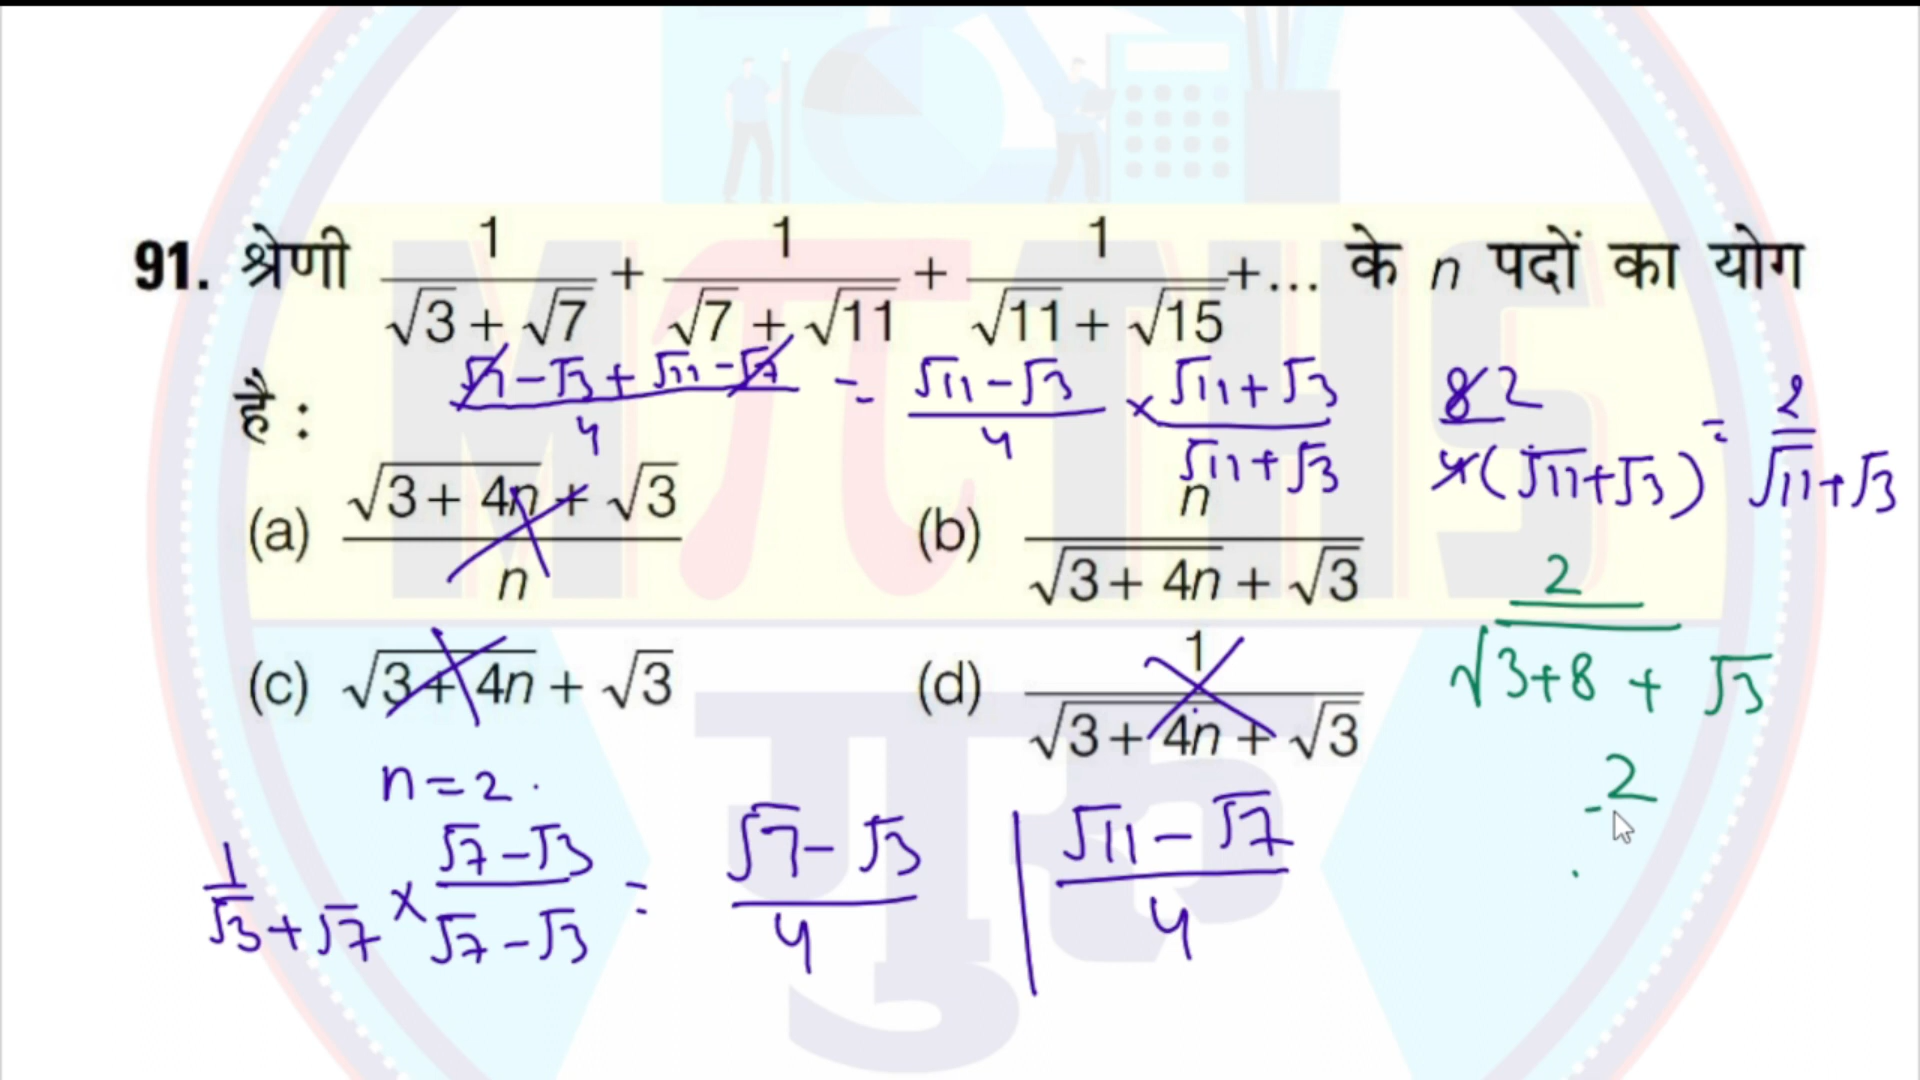 91. श्रेणी 1/(√3 + √7) + 1/(√7 + √11) + 1/(√11 + √15) +... के n पदों का योग
है :
(√7 – √3 + √11 – √7)/4 = (√11 – √3)/4 × (√11 + √3)/(√11 + √3)
8 2/(4(√11 + √3)) = 2/(√11 + √3)
(a) (√(3 + 4n) + √3)/n
(b) n/(√(3 + 4n) + √3)
2/(√(3+8) + √3)
(c) √(3 + 4n) + √3
(d) 1/(√(3 + 4n) + √3)
n = 2.
2
1/(√3 + √7) × (√7 – √3)/(√7 – √3) = (√7 – √3)/4 | (√11 – √7)/4
MπTHS
गुरु